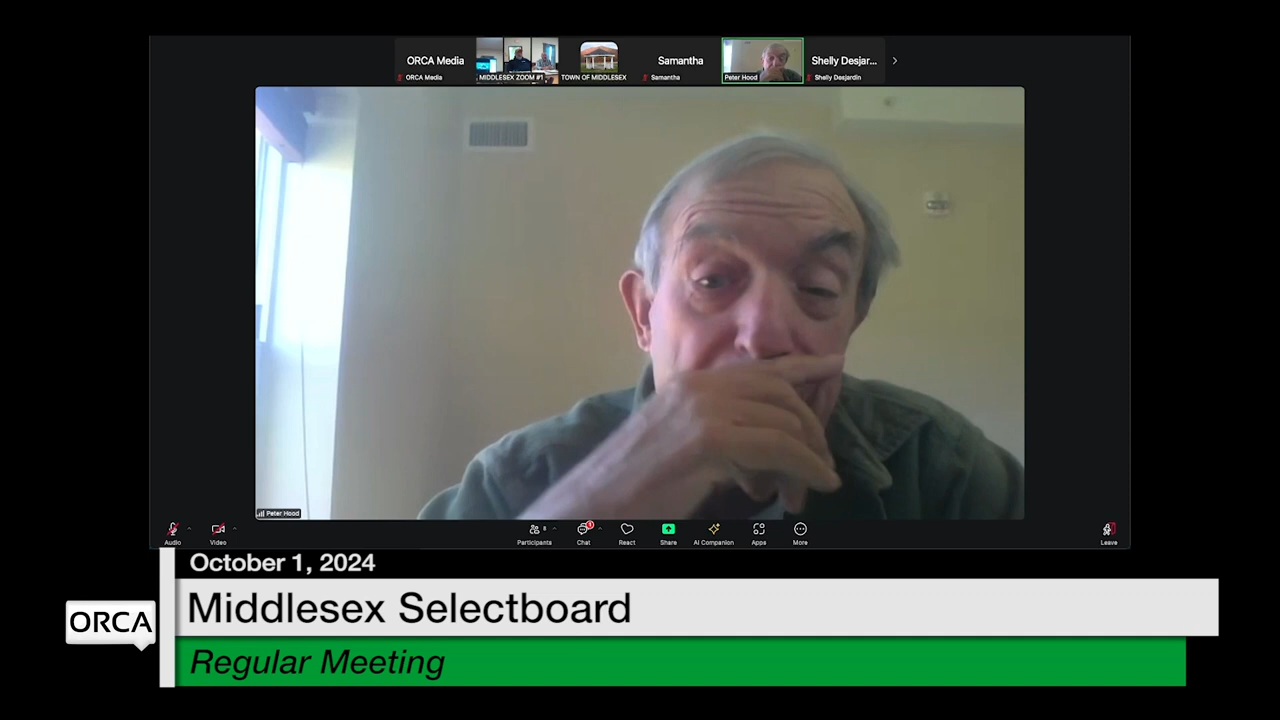 ORCA Media
Samantha
Shelly Desjar...
ORCA Media
MIDDLESEX ZOOM #1
TOWN OF MIDDLESEX
Samantha
Peter Hood
Shelly Desjardin
Peter Hood
Audio
Video
Participants
8
Chat
1
React
Share
AI Companion
Apps
More
Leave
October 1, 2024
Middlesex Selectboard
ORCA
Regular Meeting